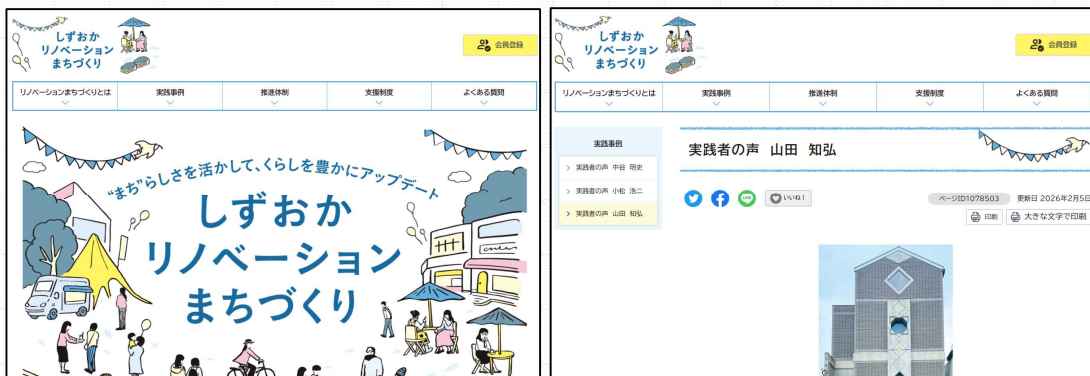 しずおか
リノベーション
まちづくり
会員登録
リノベーションまちづくりとは
実践事例
推進体制
支援制度
よくある質問
“まち”らしさを活かして、くらしを豊かにアップデート
しずおか
リノベーション
まちづくり
しずおか
リノベーション
まちづくり
会員登録
リノベーションまちづくりとは
実践事例
推進体制
支援制度
よくある質問
実践事例
実践者の声 中谷 明史
実践者の声 小松 浩二
実践者の声 山田 知弘
実践者の声 山田 知弘
LINE
いいね！
ページID1078503 更新日 2026年2月5日
印刷
大きな文字で印刷